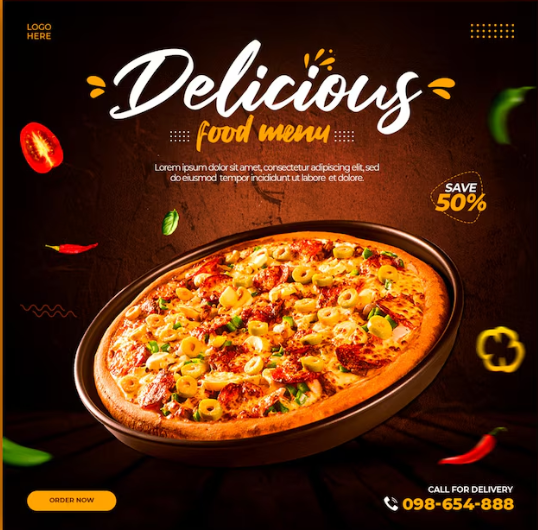 LOGO
HERE
Delicious
food menu
Lorem ipsum dolor sit amet, consectetur adipiscing elit, sed
do eiusmod tempor incididunt ut labore et dolore.
SAVE
50%
ORDER NOW
CALL FOR DELIVERY
098-654-888